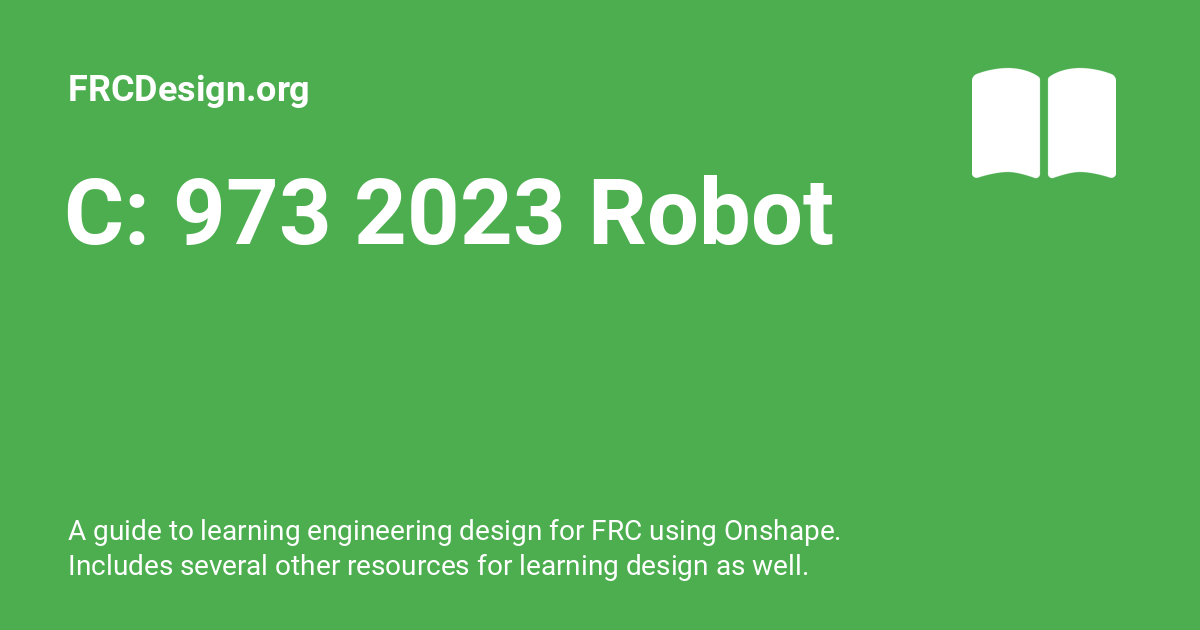 FRCDesign.org
C: 973 2023 Robot
A guide to learning engineering design for FRC using Onshape.
Includes several other resources for learning design as well.